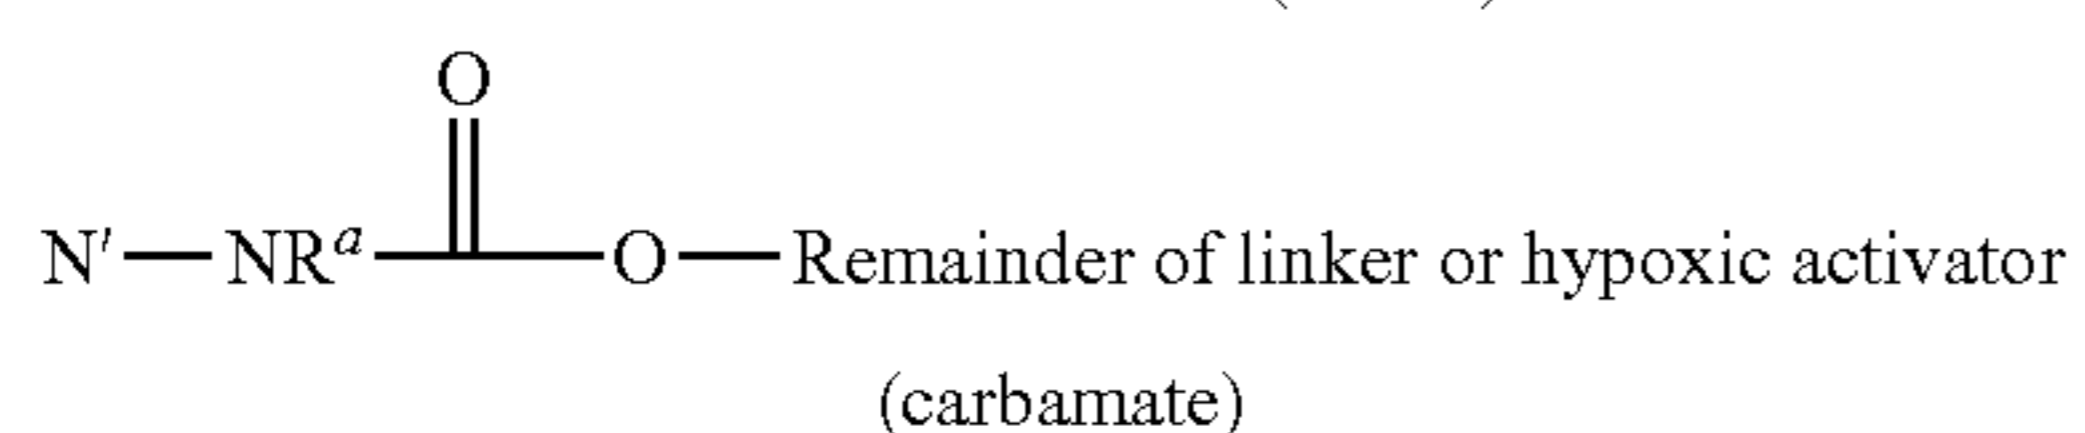 O
N′—NRᵃ—O—Remainder of linker or hypoxic activator
(carbamate)